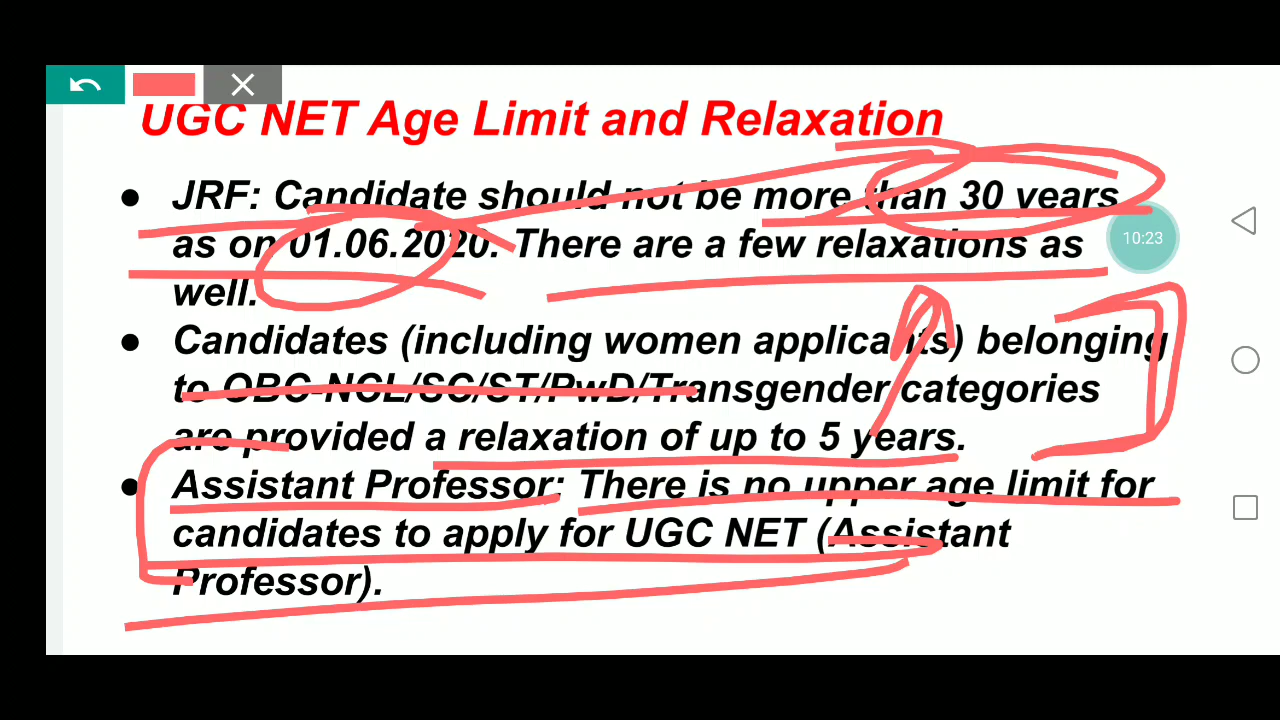 UGC NET Age Limit and Relaxation
● JRF: Candidate should not be more than 30 years
as on 01.06.2020. There are a few relaxations as
well.
● Candidates (including women applicants) belonging
to OBC-NCL/SC/ST/PwD/Transgender categories
are provided a relaxation of up to 5 years.
● Assistant Professor: There is no upper age limit for
candidates to apply for UGC NET (Assistant
Professor).
10:23